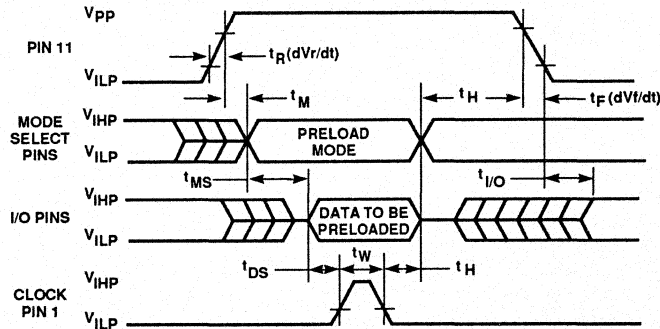 VPP
PIN 11
tR(dVr/dt)
VILP
tM
tH
tF(dVf/dt)
MODE SELECT PINS
VIHP
VILP
PRELOAD MODE
tMS
tI/O
I/O PINS
VIHP
VILP
DATA TO BE PRELOADED
tDS
tW
tH
CLOCK PIN 1
VIHP
VILP